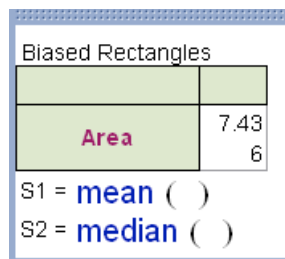 Biased Rectangles
Area 7.43
6
S1 = mean ( )
S2 = median ( )